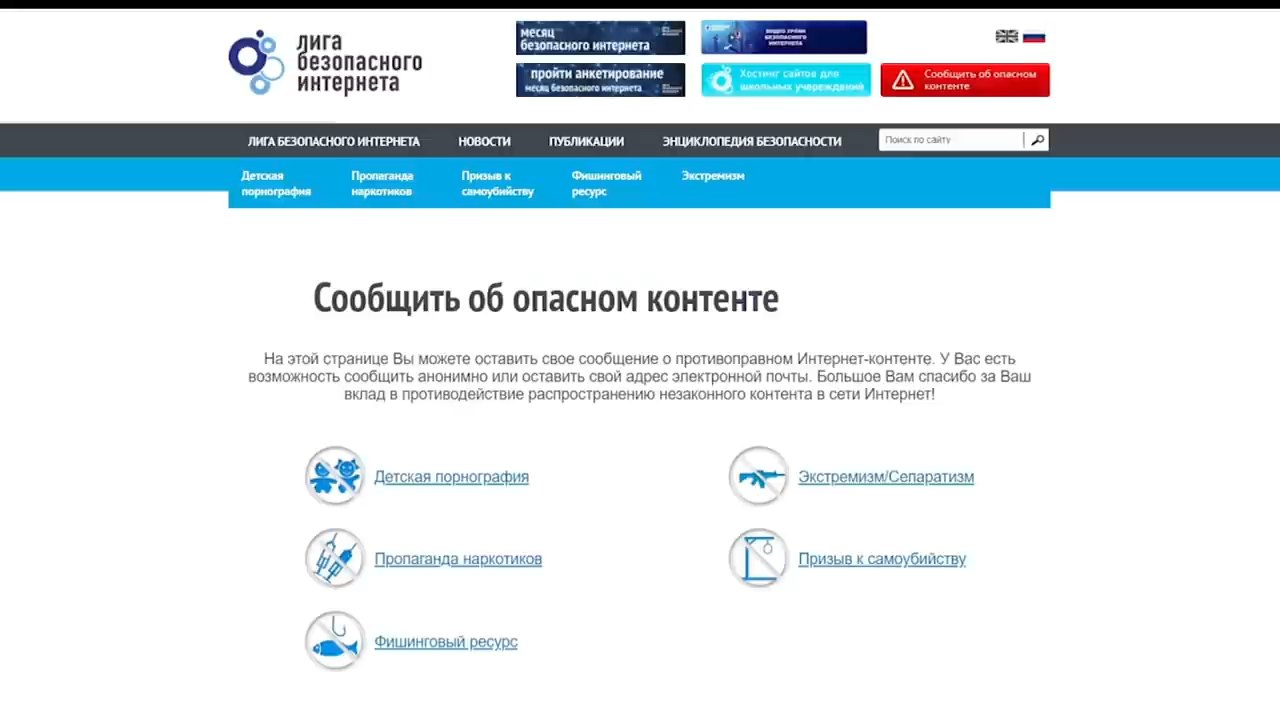 лига
безопасного
интернета
месяц
безопасного интернета
ВИДЕО УРОКИ
БЕЗОПАСНОГО
ИНТЕРНЕТА
пройти анкетирование
месяц безопасного интернета
Хостинг сайтов для
школьных учреждений
Сообщить об опасном
контенте
ЛИГА БЕЗОПАСНОГО ИНТЕРНЕТА
НОВОСТИ
ПУБЛИКАЦИИ
ЭНЦИКЛОПЕДИЯ БЕЗОПАСНОСТИ
Поиск по сайту
Детская
порнография
Пропаганда
наркотиков
Призыв к
самоубийству
Фишинговый
ресурс
Экстремизм
Сообщить об опасном контенте
На этой странице Вы можете оставить свое сообщение о противоправном Интернет-контенте. У Вас есть
возможность сообщить анонимно или оставить свой адрес электронной почты. Большое Вам спасибо за Ваш
вклад в противодействие распространению незаконного контента в сети Интернет!
Детская порнография
Экстремизм/Сепаратизм
Пропаганда наркотиков
Призыв к самоубийству
Фишинговый ресурс